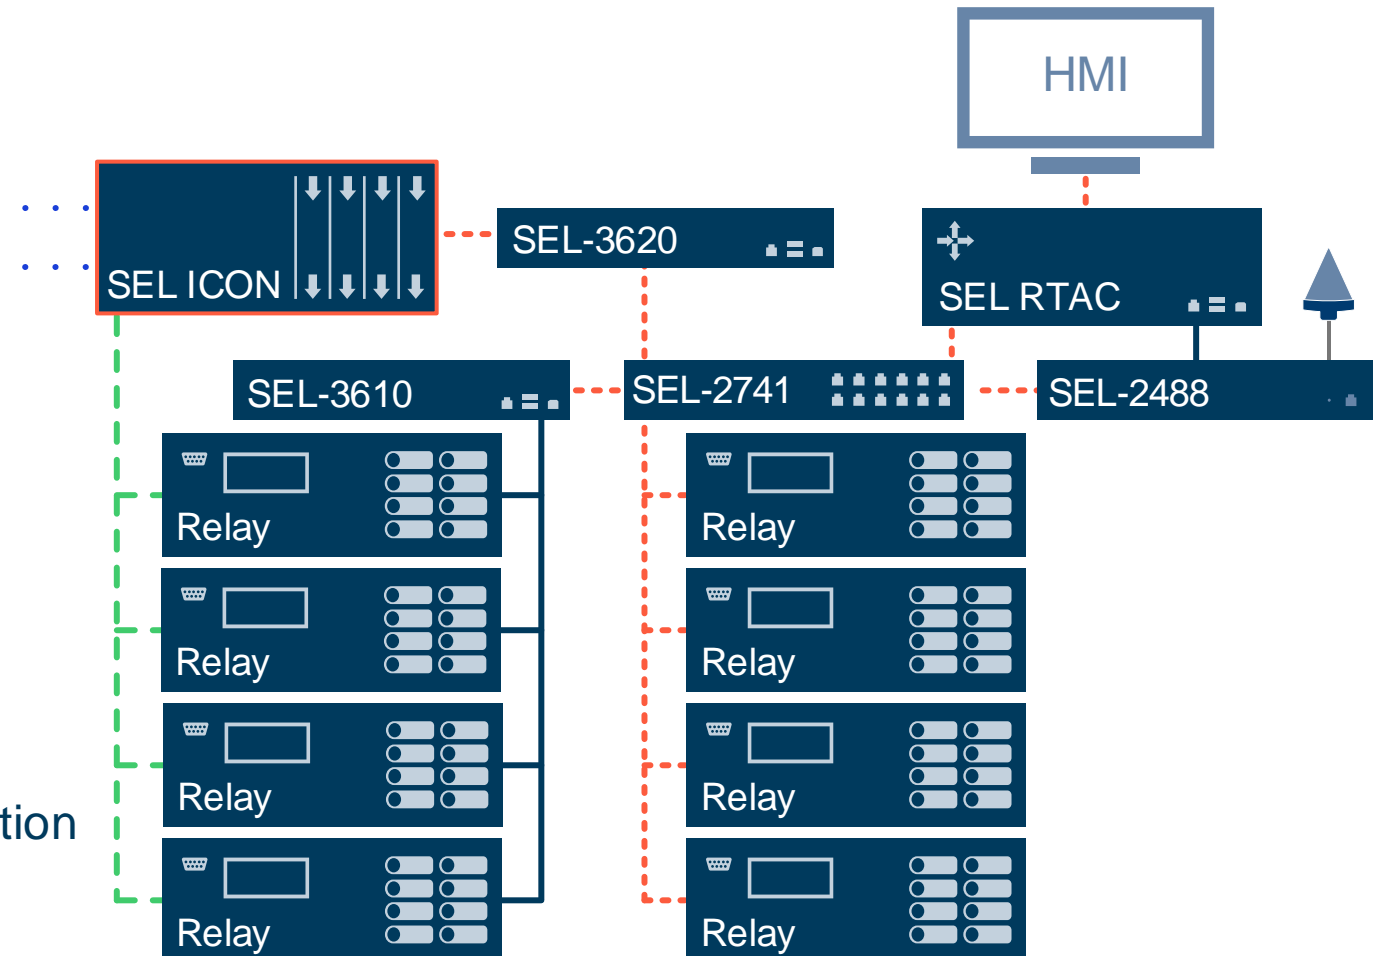 HMI
SEL-3620
SEL ICON
SEL RTAC
SEL-3610
SEL-2741
SEL-2488
Relay
Relay
Relay
Relay
Relay
Relay
tion
Relay
Relay